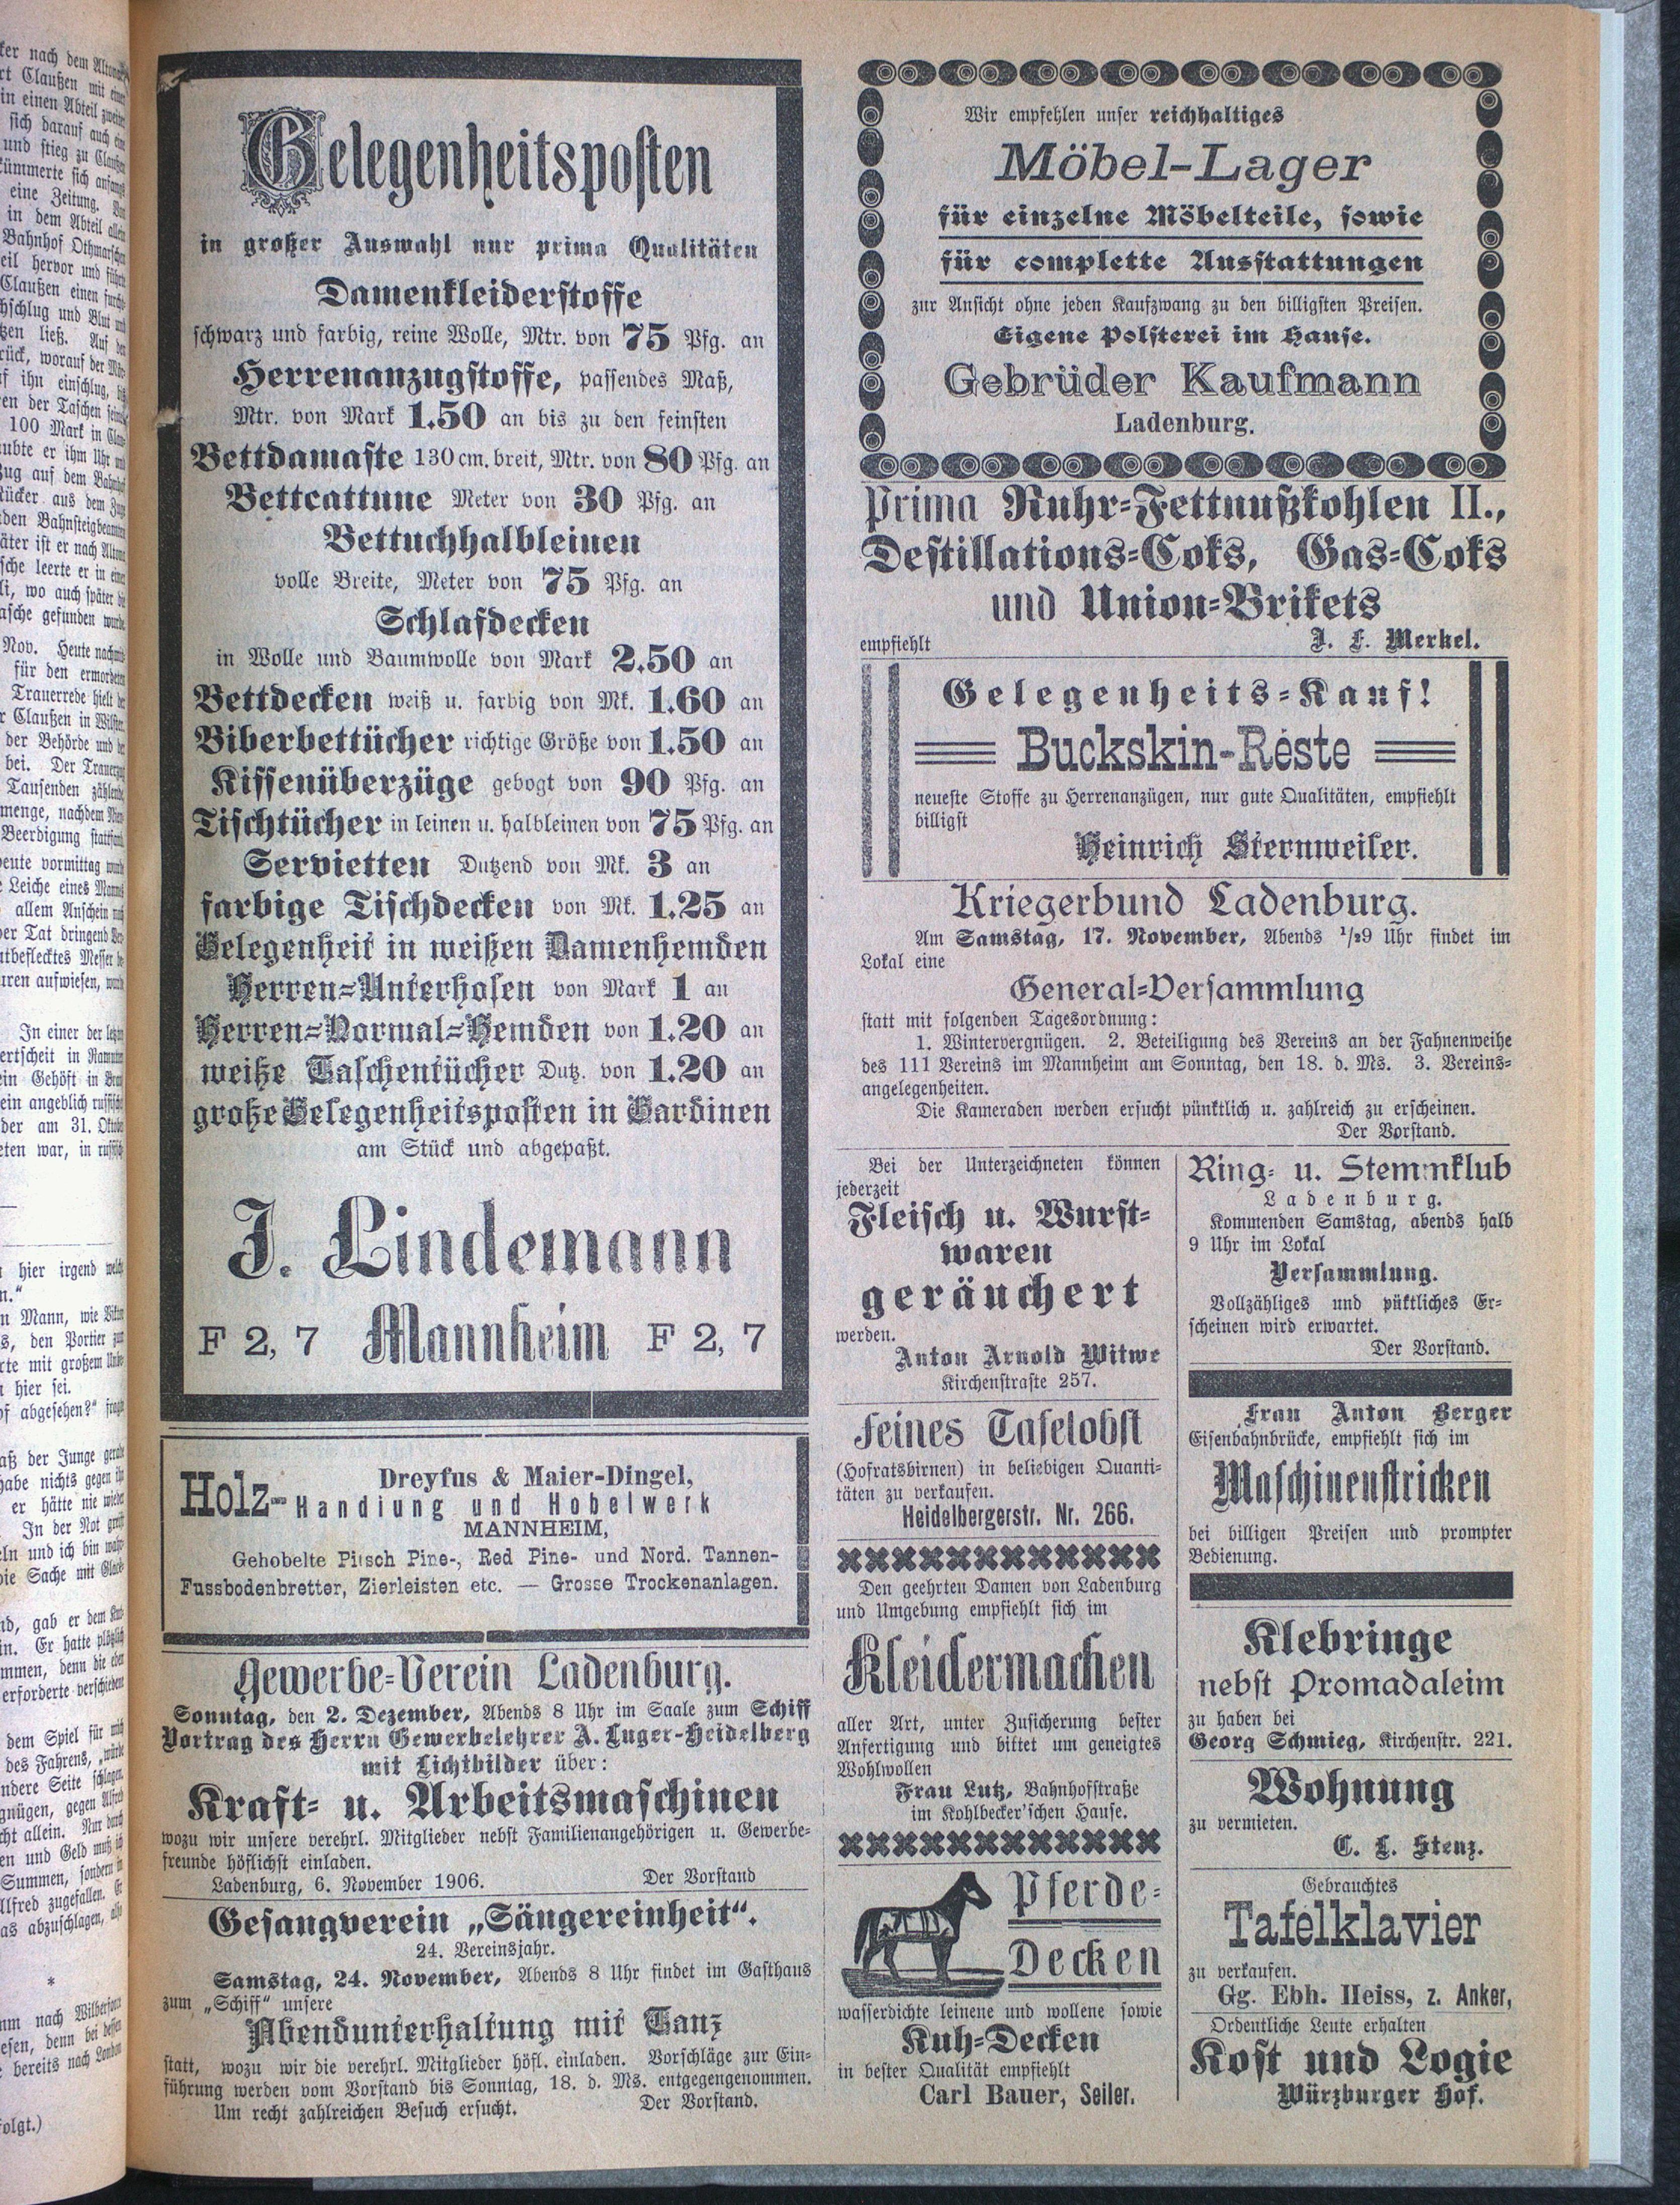 Gelegenheitsposten
in großer Auswahl nur prima Qualitäten
Damenkleiderstoffe
schwarz und farbig, reine Wolle, Mtr. von 75 Pfg. an
Herrenanzugstoffe, passendes Maß,
Mtr. von Mark 1.50 an bis zu den feinsten
Bettdamaste 130 cm. breit, Mtr. von 80 Pfg. an
Bettcattune Meter von 30 Pfg. an
Bettuchhalbleinen
volle Breite, Meter von 75 Pfg. an
Schlafdecken
in Wolle und Baumwolle von Mark 2.50 an
Bettdecken weiß u. farbig von Mk. 1.60 an
Biberbettücher richtige Größe von 1.50 an
Kissenüberzüge gebogt von 90 Pfg. an
Tischtücher in leinen u. halbleinen von 75 Pfg. an
Servietten Dutzend von Mk. 3 an
farbige Tischdecken von Mk. 1.25 an
Gelegenheit in weißen Damenhemden
Herren=Unterhosen von Mark 1 an
Herren=Normal=Hemden von 1.20 an
weiße Taschentücher Dutz. von 1.20 an
große Gelegenheitsposten in Gardinen
am Stück und abgepaßt.
J. Lindemann
F 2, 7 Mannheim F 2, 7
Dreyfus & Maier-Dingel,
Holz-Handlung und Hobelwerk
MANNHEIM,
Gehobelte Pitsch Pine-, Red Pine- und Nord. Tannen-
Fussbodenbretter, Zierleisten etc. — Grosse Trockenanlagen.
Gewerbe=Verein Ladenburg.
Sonntag, den 2. Dezember, Abends 8 Uhr im Saale zum Schiff
Vortrag des Herrn Gewerbelehrer A. Luger-Heidelberg
mit Lichtbilder über:
Kraft= u. Arbeitsmaschinen
wozu wir unsere verehrl. Mitglieder nebst Familienangehörigen u. Gewerbe=
freunde höflichst einladen.
Ladenburg, 6. November 1906. Der Vorstand
Gesangverein „Sängereinheit“.
24. Vereinsjahr.
Samstag, 24. November, Abends 8 Uhr findet im Gasthaus
zum „Schiff“ unsere
Abendunterhaltung mit Tanz
statt, wozu wir die verehrl. Mitglieder höfl. einladen. Vorschläge zur Ein=
führung werden vom Vorstand bis Sonntag, 18. d. Ms. entgegengenommen.
Um recht zahlreichen Besuch ersucht. Der Vorstand.
Wir empfehlen unser reichhaltiges
Möbel-Lager
für einzelne Möbelteile, sowie
für complette Ausstattungen
zur Ansicht ohne jeden Kaufzwang zu den billigsten Preisen.
Eigene Polsterei im Hause.
Gebrüder Kaufmann
Ladenburg.
Prima Ruhr=Fettnußkohlen II.,
Destillations=Coks, Gas=Coks
und Union=Brikets
empfiehlt J. F. Merkel.
Gelegenheits=Kauf!
Buckskin-Reste
neueste Stoffe zu Herrenanzügen, nur gute Qualitäten, empfiehlt
billigst
Heinrich Sternweiler.
Kriegerbund Ladenburg.
Am Samstag, 17. November, Abends 1/29 Uhr findet im
Lokal eine
General=Versammlung
statt mit folgenden Tagesordnung:
1. Wintervergnügen. 2. Beteiligung des Vereins an der Fahnenweihe
des 111 Vereins im Mannheim am Sonntag, den 18. d. Ms. 3. Vereins=
angelegenheiten.
Die Kameraden werden ersucht pünktlich u. zahlreich zu erscheinen.
Der Vorstand.
Bei der Unterzeichneten können
jederzeit
Fleisch u. Wurst=
waren
geräuchert
werden.
Anton Arnold Witwe
Kirchenstraße 257.
Feines Tafelobst
(Hofratsbirnen) in beliebigen Quanti=
täten zu verkaufen.
Heidelbergerstr. Nr. 266.
Den geehrten Damen von Ladenburg
und Umgebung empfiehlt sich im
Kleidermachen
aller Art, unter Zusicherung bester
Anfertigung und bittet um geneigtes
Wohlwollen
Frau Lutz, Bahnhofstraße
im Kohlbecker'schen Hause.
Pferde=
Decken
wasserdichte leinene und wollene sowie
Kuh=Decken
in bester Qualität empfiehlt
Carl Bauer, Seiler.
Ring= u. Stemmklub
Ladenburg.
Kommenden Samstag, abends halb
9 Uhr im Lokal
Versammlung.
Vollzähliges und püktliches Er=
scheinen wird erwartet.
Der Vorstand.
Frau Anton Berger
Eisenbahnbrücke, empfiehlt sich im
Maschinenstricken
bei billigen Preisen und prompter
Bedienung.
Klebringe
nebst Promadaleim
zu haben bei
Georg Schmieg, Kirchenstr. 221.
Wohnung
zu vermieten.
C. L. Stenz.
Gebrauchtes
Tafelklavier
zu verkaufen.
Gg. Ebh. Heiss, z. Anker,
Ordentliche Leute erhalten
Kost und Logie
Würzburger Hof.